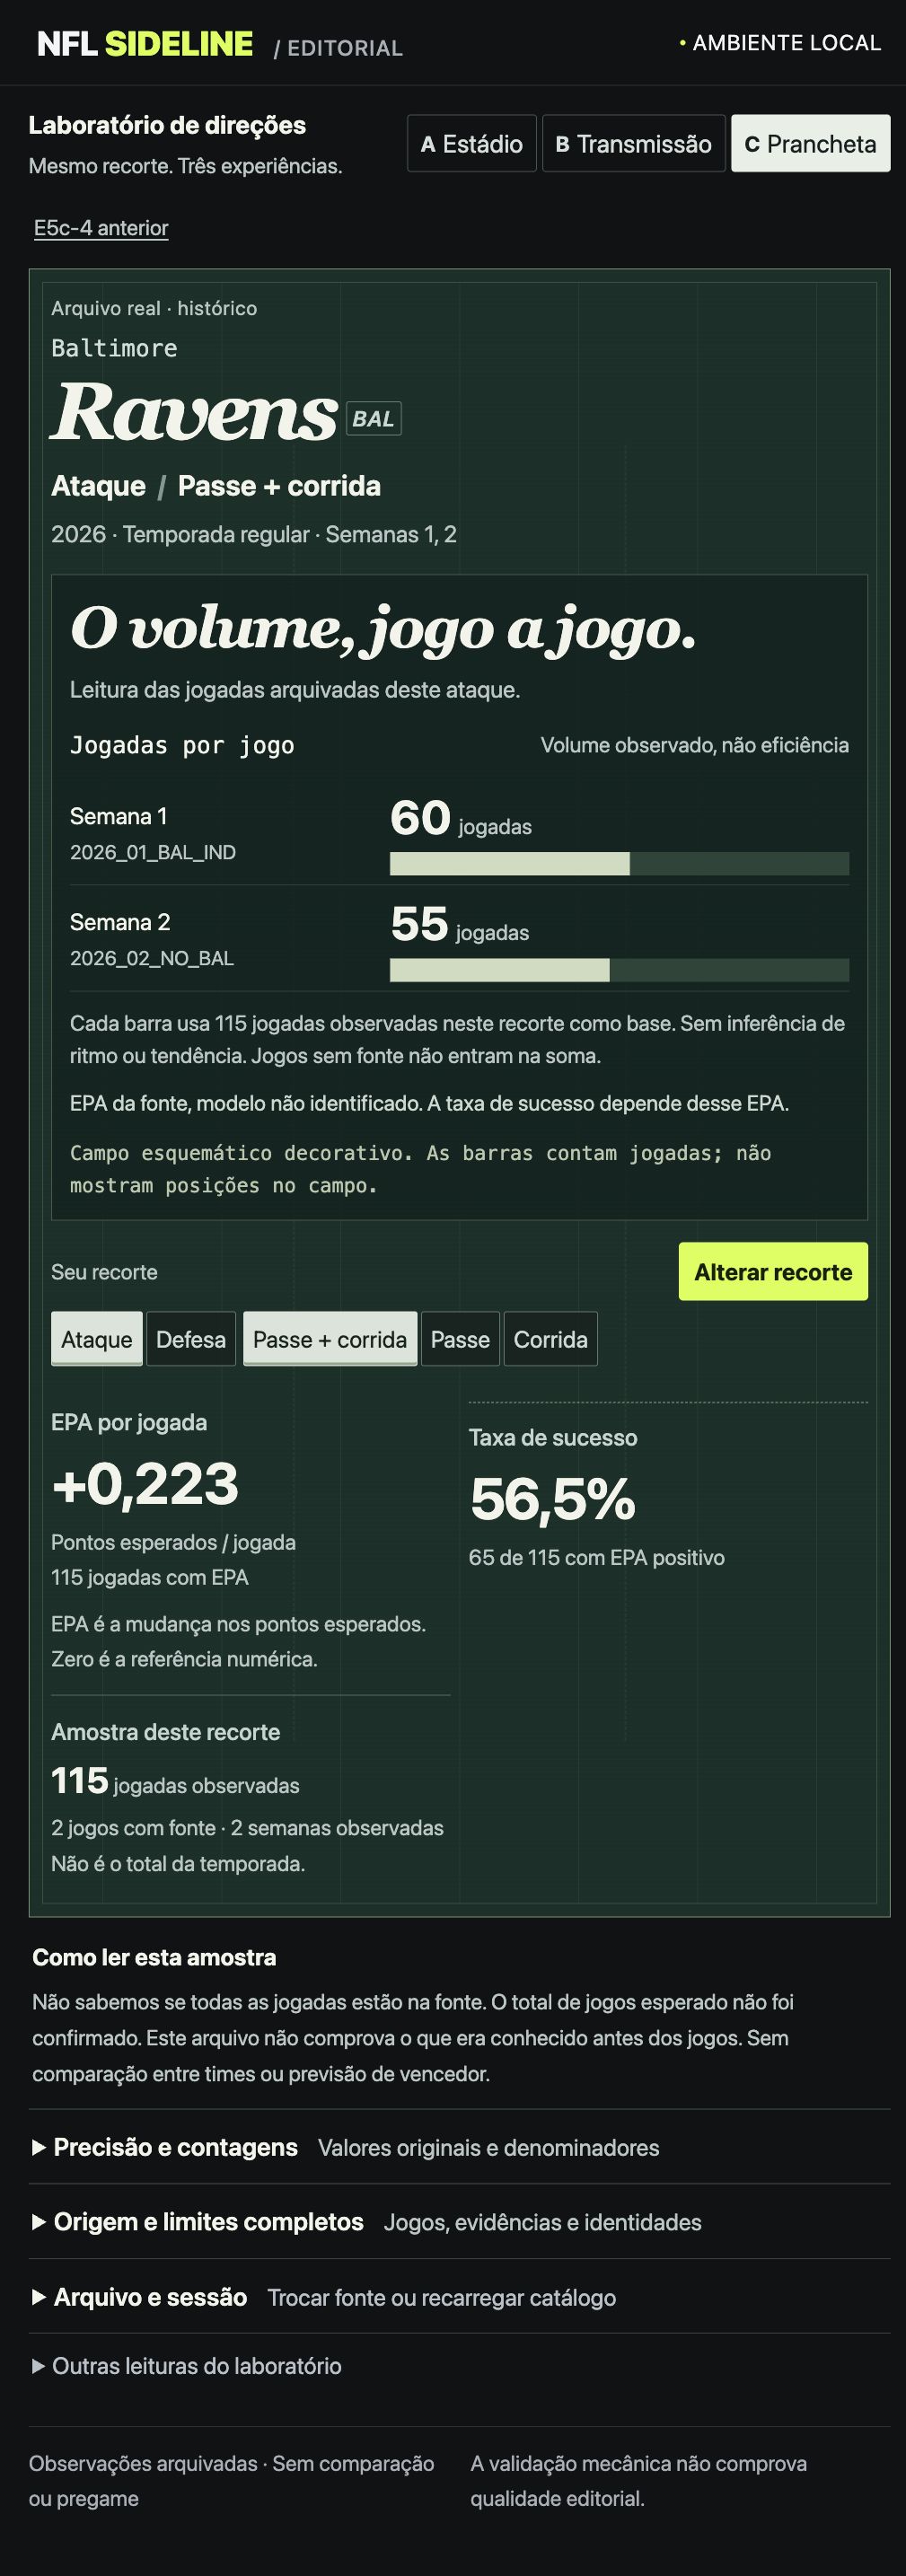 NFL SIDELINE / EDITORIAL
• AMBIENTE LOCAL
Laboratório de direções
Mesmo recorte. Três experiências.
A Estádio
B Transmissão
C Prancheta
E5c-4 anterior
Arquivo real · histórico
Baltimore
Ravens BAL
Ataque / Passe + corrida
2026 · Temporada regular · Semanas 1, 2
O volume, jogo a jogo.
Leitura das jogadas arquivadas deste ataque.
Jogadas por jogo
Volume observado, não eficiência
Semana 1
2026_01_BAL_IND
60 jogadas
Semana 2
2026_02_NO_BAL
55 jogadas
Cada barra usa 115 jogadas observadas neste recorte como base. Sem inferência de
ritmo ou tendência. Jogos sem fonte não entram na soma.
EPA da fonte, modelo não identificado. A taxa de sucesso depende desse EPA.
Campo esquemático decorativo. As barras contam jogadas; não
mostram posições no campo.
Seu recorte
Alterar recorte
Ataque
Defesa
Passe + corrida
Passe
Corrida
EPA por jogada
+0,223
Pontos esperados / jogada
115 jogadas com EPA
EPA é a mudança nos pontos esperados.
Zero é a referência numérica.
Taxa de sucesso
56,5%
65 de 115 com EPA positivo
Amostra deste recorte
115 jogadas observadas
2 jogos com fonte · 2 semanas observadas
Não é o total da temporada.
Como ler esta amostra
Não sabemos se todas as jogadas estão na fonte. O total de jogos esperado não foi
confirmado. Este arquivo não comprova o que era conhecido antes dos jogos. Sem
comparação entre times ou previsão de vencedor.
▶ Precisão e contagens Valores originais e denominadores
▶ Origem e limites completos Jogos, evidências e identidades
▶ Arquivo e sessão Trocar fonte ou recarregar catálogo
▶ Outras leituras do laboratório
Observações arquivadas · Sem comparação
ou pregame
A validação mecânica não comprova
qualidade editorial.